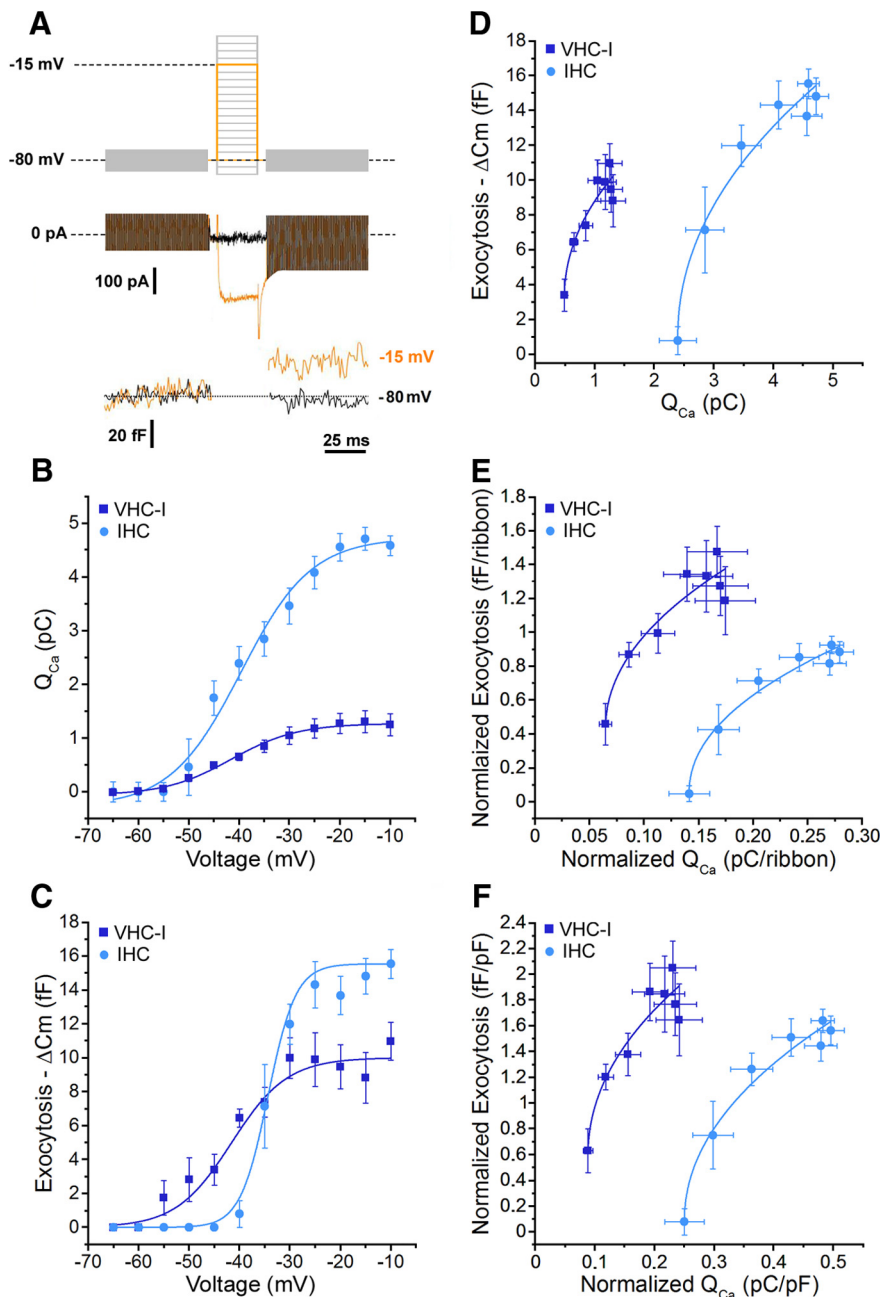 A
-15 mV
-80 mV
0 pA
100 pA
-15 mV
-80 mV
20 fF
25 ms
B
VHC-I
IHC
5
4
3
2
1
0
Q_Ca (pC)
-70 -60 -50 -40 -30 -20 -10
Voltage (mV)
C
VHC-I
IHC
18
16
14
12
10
8
6
4
2
0
Exocytosis - ΔCm (fF)
-70 -60 -50 -40 -30 -20 -10
Voltage (mV)
D
VHC-I
IHC
18
16
14
12
10
8
6
4
2
0
Exocytosis - ΔCm (fF)
0 1 2 3 4 5
Q_Ca (pC)
E
VHC-I
IHC
1.8
1.6
1.4
1.2
1
0.8
0.6
0.4
0.2
0
Normlaized Exocytosis (fF/ribbon)
0 0.05 0.10 0.15 0.20 0.25 0.30
Normalized Q_Ca (pC/ribbon)
F
VHC-I
IHC
2.4
2.2
2
1.8
1.6
1.4
1.2
1
0.8
0.6
0.4
0.2
0
Normalized Exocytosis (fF/pF)
0 0.1 0.2 0.3 0.4 0.5
Normalized Q_Ca (pC/pF)